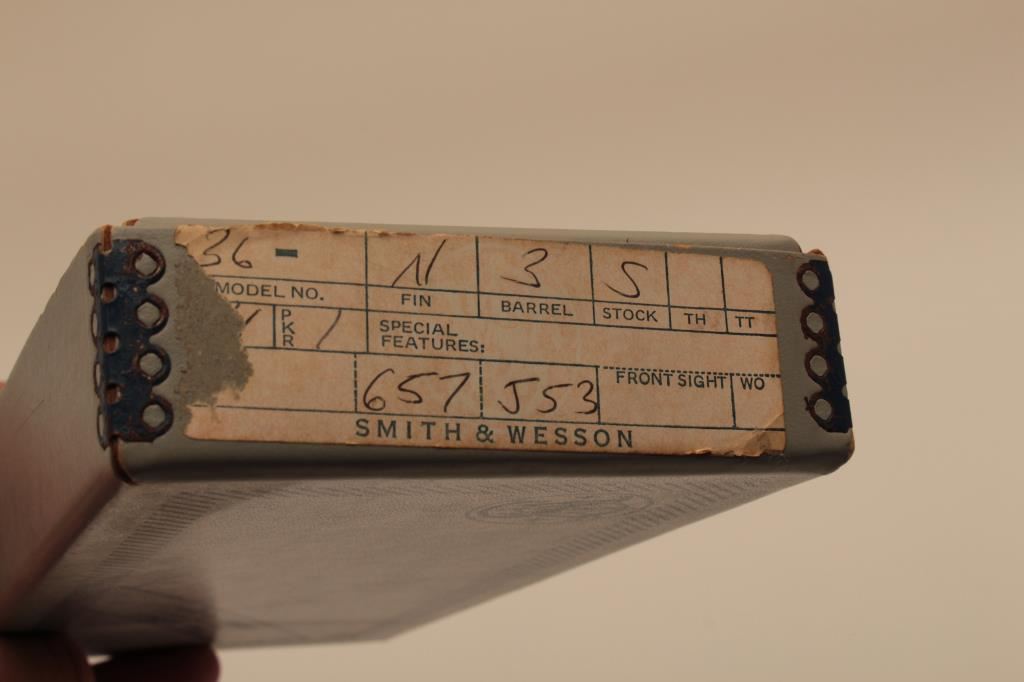 36 - N 3 S
MODEL NO. FIN BARREL STOCK TH TT
PKR 1 SPECIAL
FEATURES:
FRONT SIGHT WO
657 J53
SMITH & WESSON